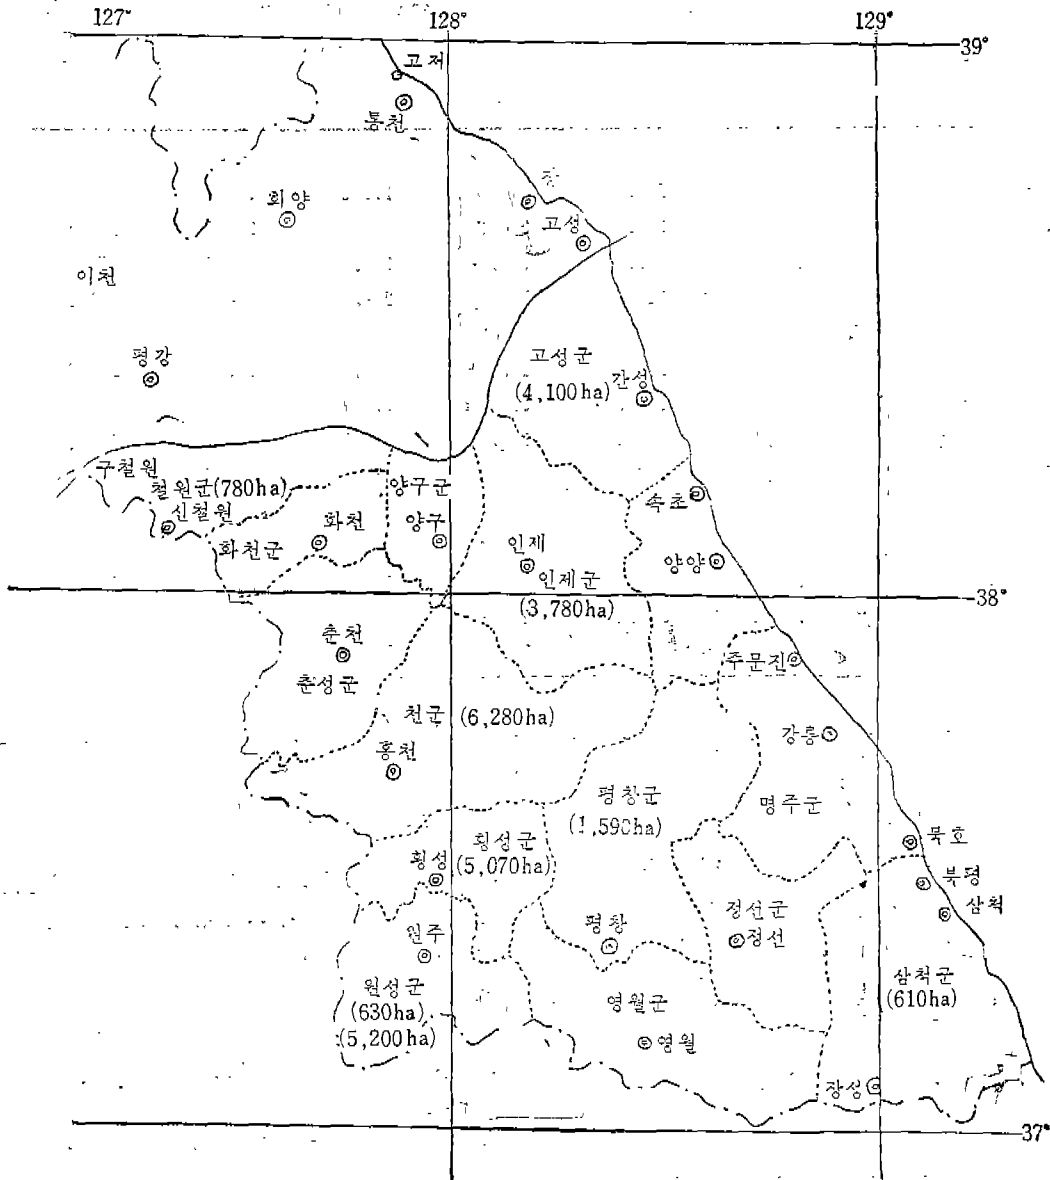 127°
128°
129°
39°
고저
통천
회양
고성
이천
평강
고성군
(4,100ha)
간성
구철원
철원군(780ha)
신철원
화천
화천군
양구군
양구
속초
인제
인제군
(3,780ha)
양양
38°
춘천
춘성군
주문진
천군 (6,280ha)
홍천
강릉
평창군
명주군
횡성군
(5,070ha)
횡성
묵호
북평
삼척
정선군
정선
평창
원주
원성군
(630ha)
(5,200ha)
영월군
영월
삼척군
(610ha)
장성
37°